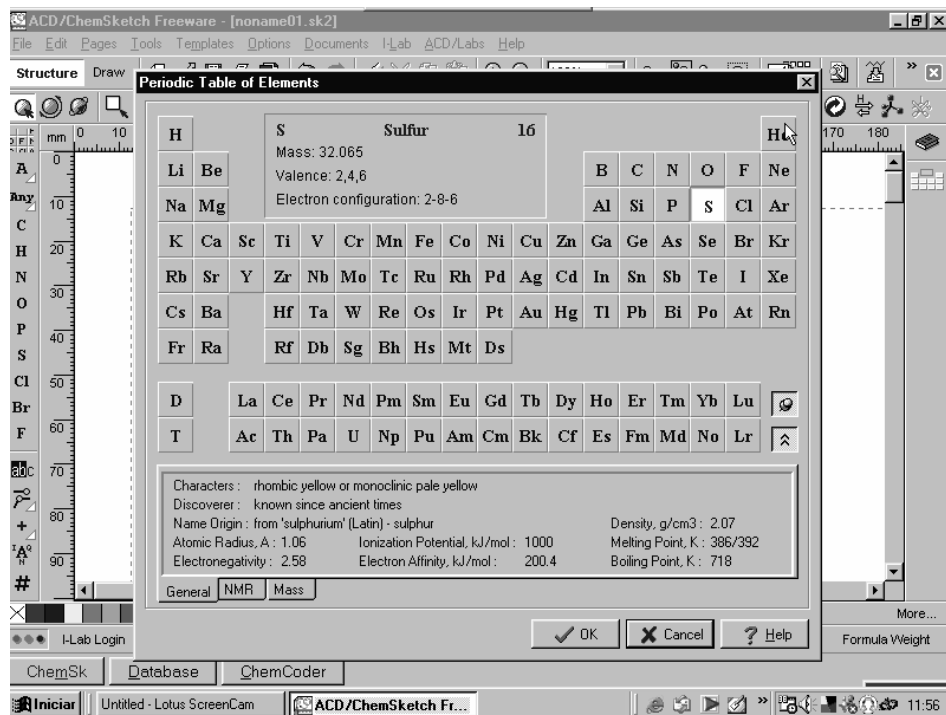 ACD/ChemSketch Freeware - [noname01.sk2]
File Edit Pages Tools Templates Options Documents I-Lab ACD/Labs Help
Structure Draw
Periodic Table of Elements
mm 0 10
170 180
H
S Sulfur 16
Mass: 32.065
Valence: 2,4,6
Electron configuration: 2-8-6
Li Be B C N O F Ne
Na Mg Al Si P S Cl Ar
K Ca Sc Ti V Cr Mn Fe Co Ni Cu Zn Ga Ge As Se Br Kr
Rb Sr Y Zr Nb Mo Tc Ru Rh Pd Ag Cd In Sn Sb Te I Xe
Cs Ba Hf Ta W Re Os Ir Pt Au Hg Tl Pb Bi Po At Rn
Fr Ra Rf Db Sg Bh Hs Mt Ds
D La Ce Pr Nd Pm Sm Eu Gd Tb Dy Ho Er Tm Yb Lu
T Ac Th Pa U Np Pu Am Cm Bk Cf Es Fm Md No Lr
A
Any
C
H
N
O
P
S
Cl
Br
F
abc
#
0
10
20
30
40
50
60
70
80
90
Characters : rhombic yellow or monoclinic pale yellow
Discoverer : known since ancient times
Name Origin : from 'sulphurium' (Latin) - sulphur Density, g/cm3 : 2.07
Atomic Radius, A : 1.06 Ionization Potential, kJ/mol : 1000 Melting Point, K : 386/392
Electronegativity : 2.58 Electron Affinity, kJ/mol : 200.4 Boiling Point, K : 718
General NMR Mass
More...
I-Lab Login
OK Cancel Help
Formula Weight
ChemSk Database ChemCoder
Iniciar Untitled - Lotus ScreenCam ACD/ChemSketch Fr... 11:56